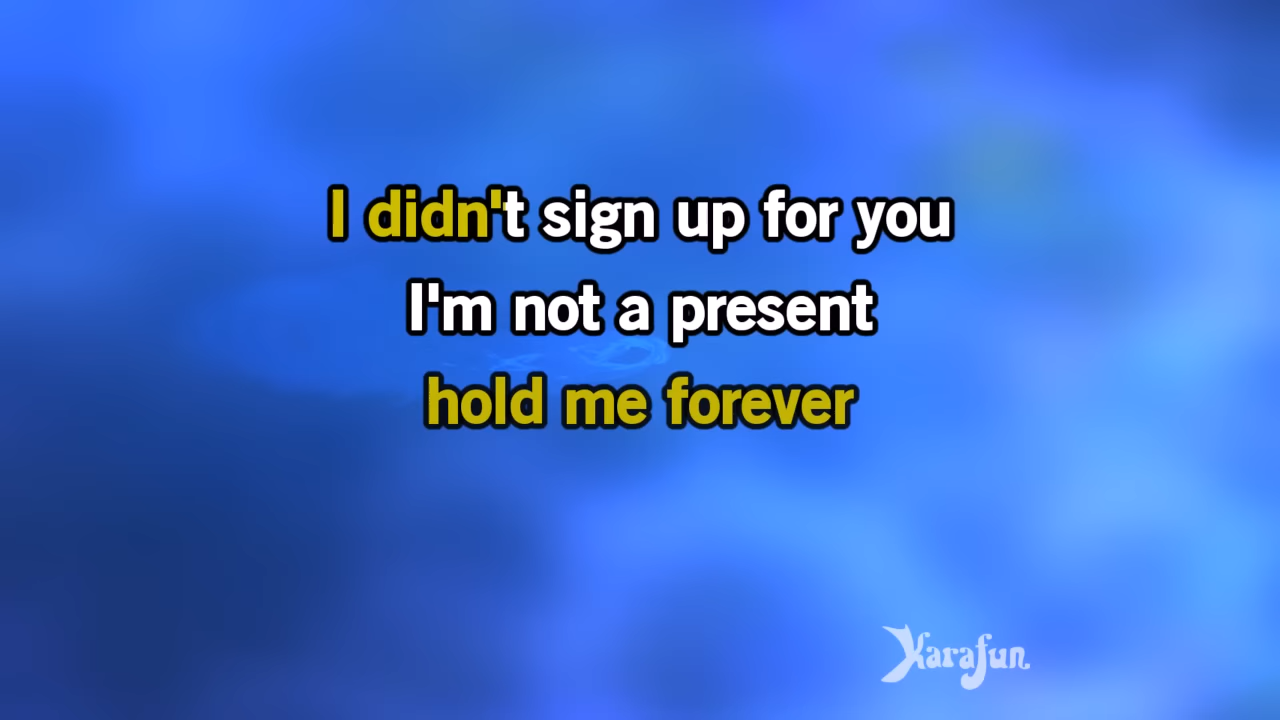 I didn't sign up for you
I'm not a present
hold me forever
Karafun